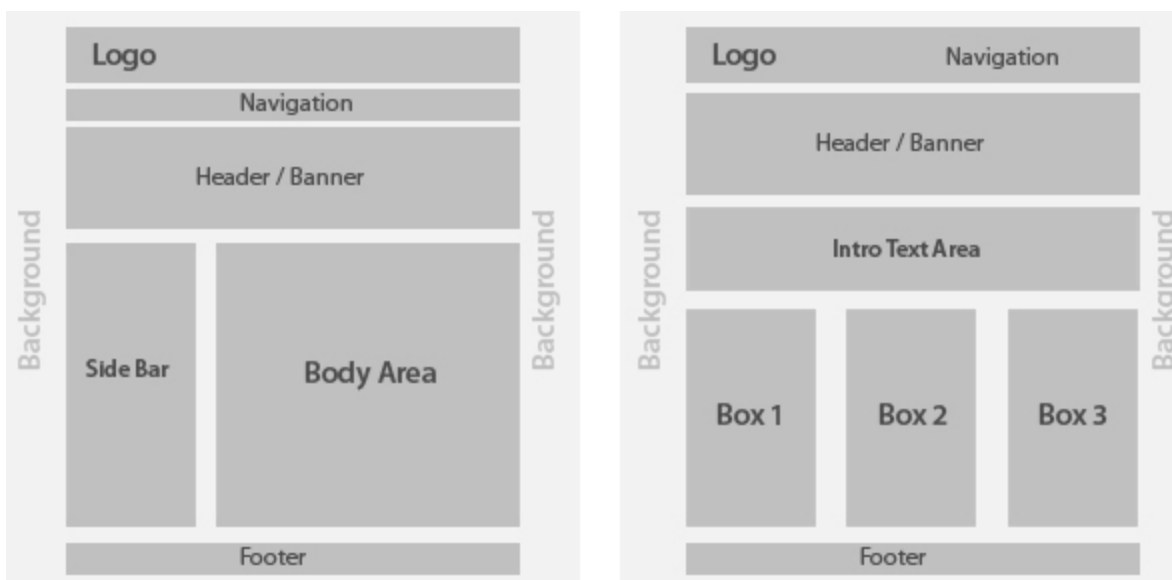 Logo
Navigation
Header / Banner
Background
Background
Side Bar
Body Area
Footer
Logo
Navigation
Header / Banner
Background
Background
Intro Text Area
Box 1
Box 2
Box 3
Footer